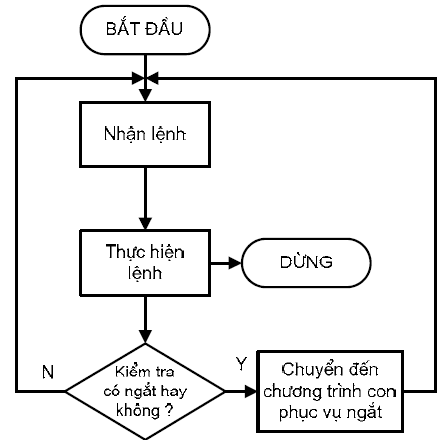 BẮT ĐẦU
Nhận lệnh
Thực hiện
lệnh
DỪNG
N
Kiểm tra
có ngắt hay
không ?
Y
Chuyển đến
chương trình con
phục vụ ngắt